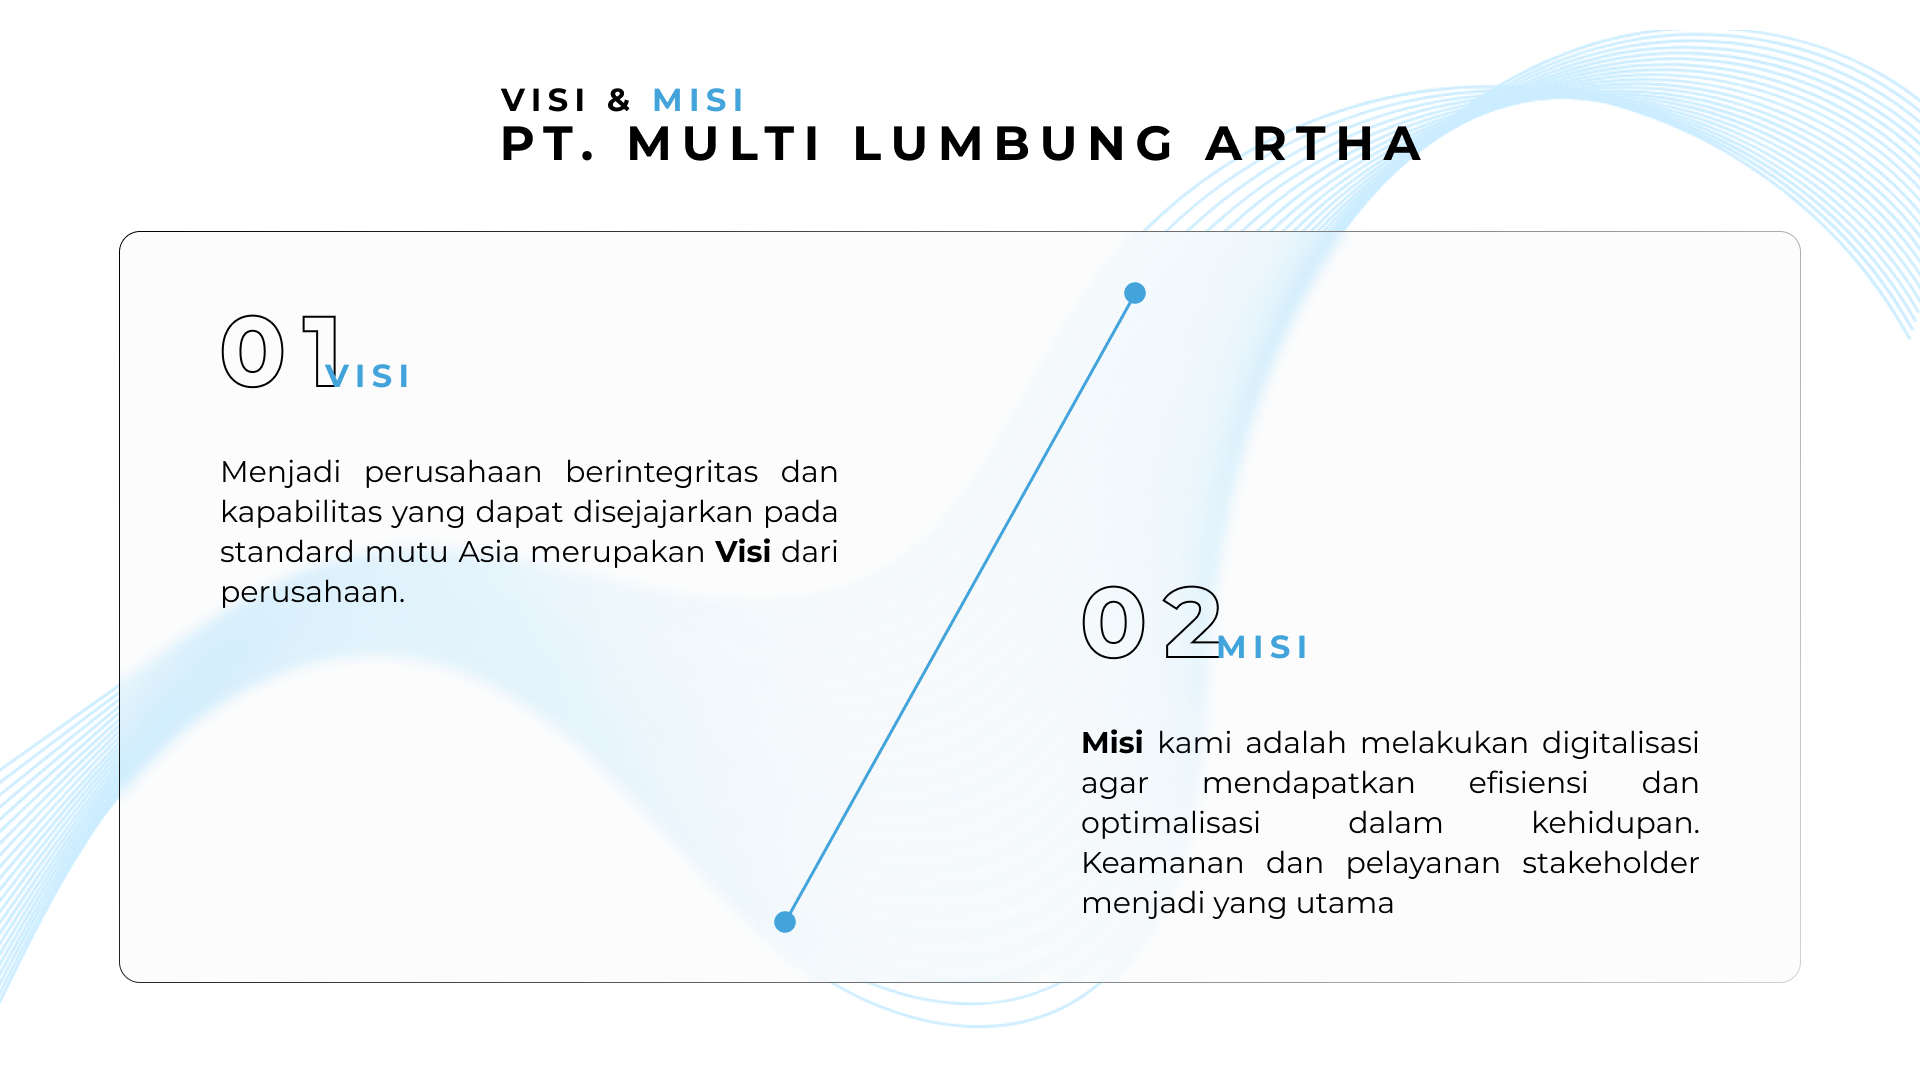 VISI & MISI
PT. MULTI LUMBUNG ARTHA
01
VISI
Menjadi perusahaan berintegritas dan
kapabilitas yang dapat disejajarkan pada
standard mutu Asia merupakan Visi dari
perusahaan.
02
MISI
Misi kami adalah melakukan digitalisasi
agar mendapatkan efisiensi dan
optimalisasi dalam kehidupan.
Keamanan dan pelayanan stakeholder
menjadi yang utama